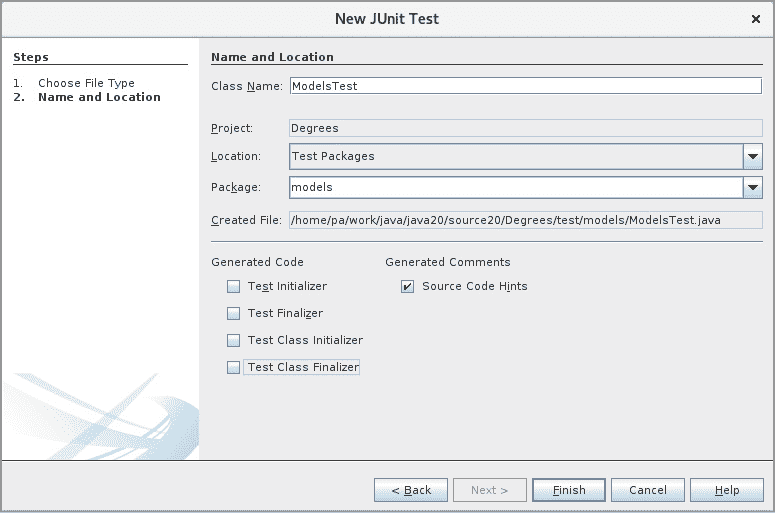 New JUnit Test
Steps
1. Choose File Type
2. Name and Location
Name and Location
Class Name: ModelsTest
Project: Degrees
Location: Test Packages
Package: models
Created File: /home/pa/work/java/java20/source20/Degrees/test/models/ModelsTest.java
Generated Code
Generated Comments
Test Initializer
Source Code Hints
Test Finalizer
Test Class Initializer
Test Class Finalizer
< Back
Next >
Finish
Cancel
Help